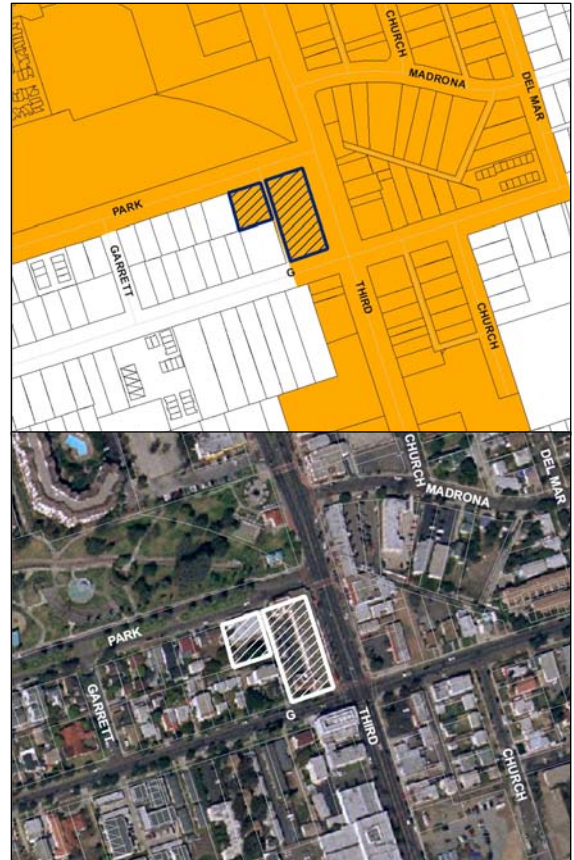 CHURCH
MADRONA
DEL MAR
PARK
GARRETT
G
THIRD
CHURCH
CHURCH
MADRONA
DEL MAR
PARK
GARRETT
G
THIRD
CHURCH